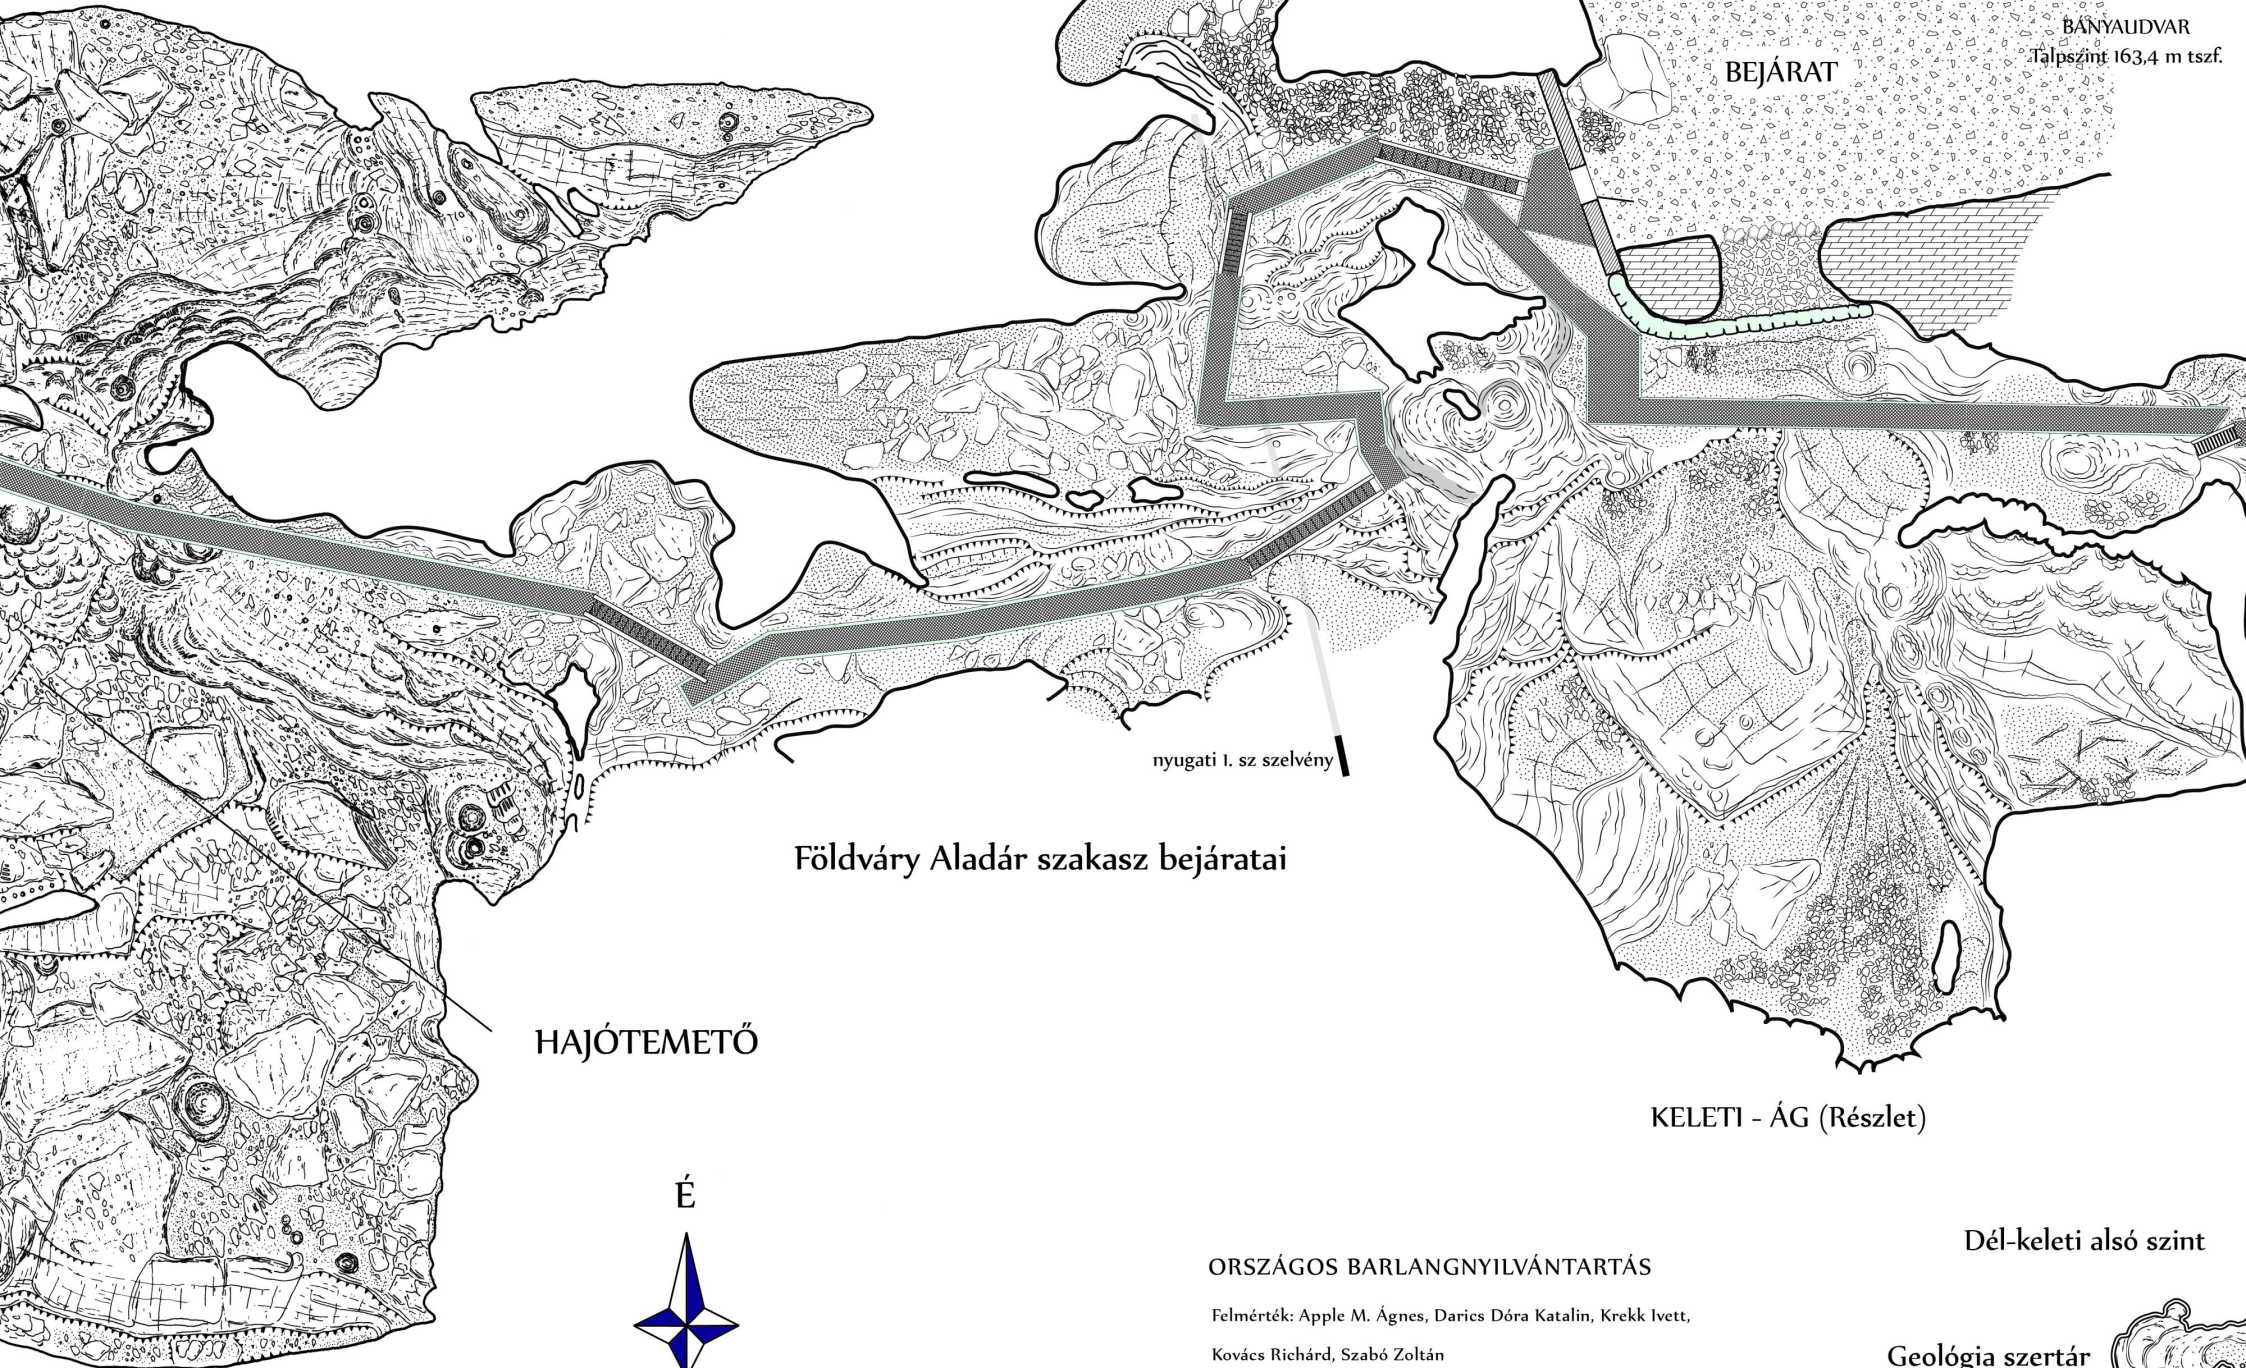 BÁNYAUDVAR
Talpszint 163,4 m tszf.
BEJÁRAT
nyugati 1. sz szelvény
Földváry Aladár szakasz bejáratai
HAJÓTEMETŐ
KELETI - ÁG (Részlet)
É
Dél-keleti alsó szint
ORSZÁGOS BARLANGNYILVÁNTARTÁS
Felmérték: Apple M. Ágnes, Darics Dóra Katalin, Krekk Ivett,
Kovács Richárd, Szabó Zoltán
Geológia szertár